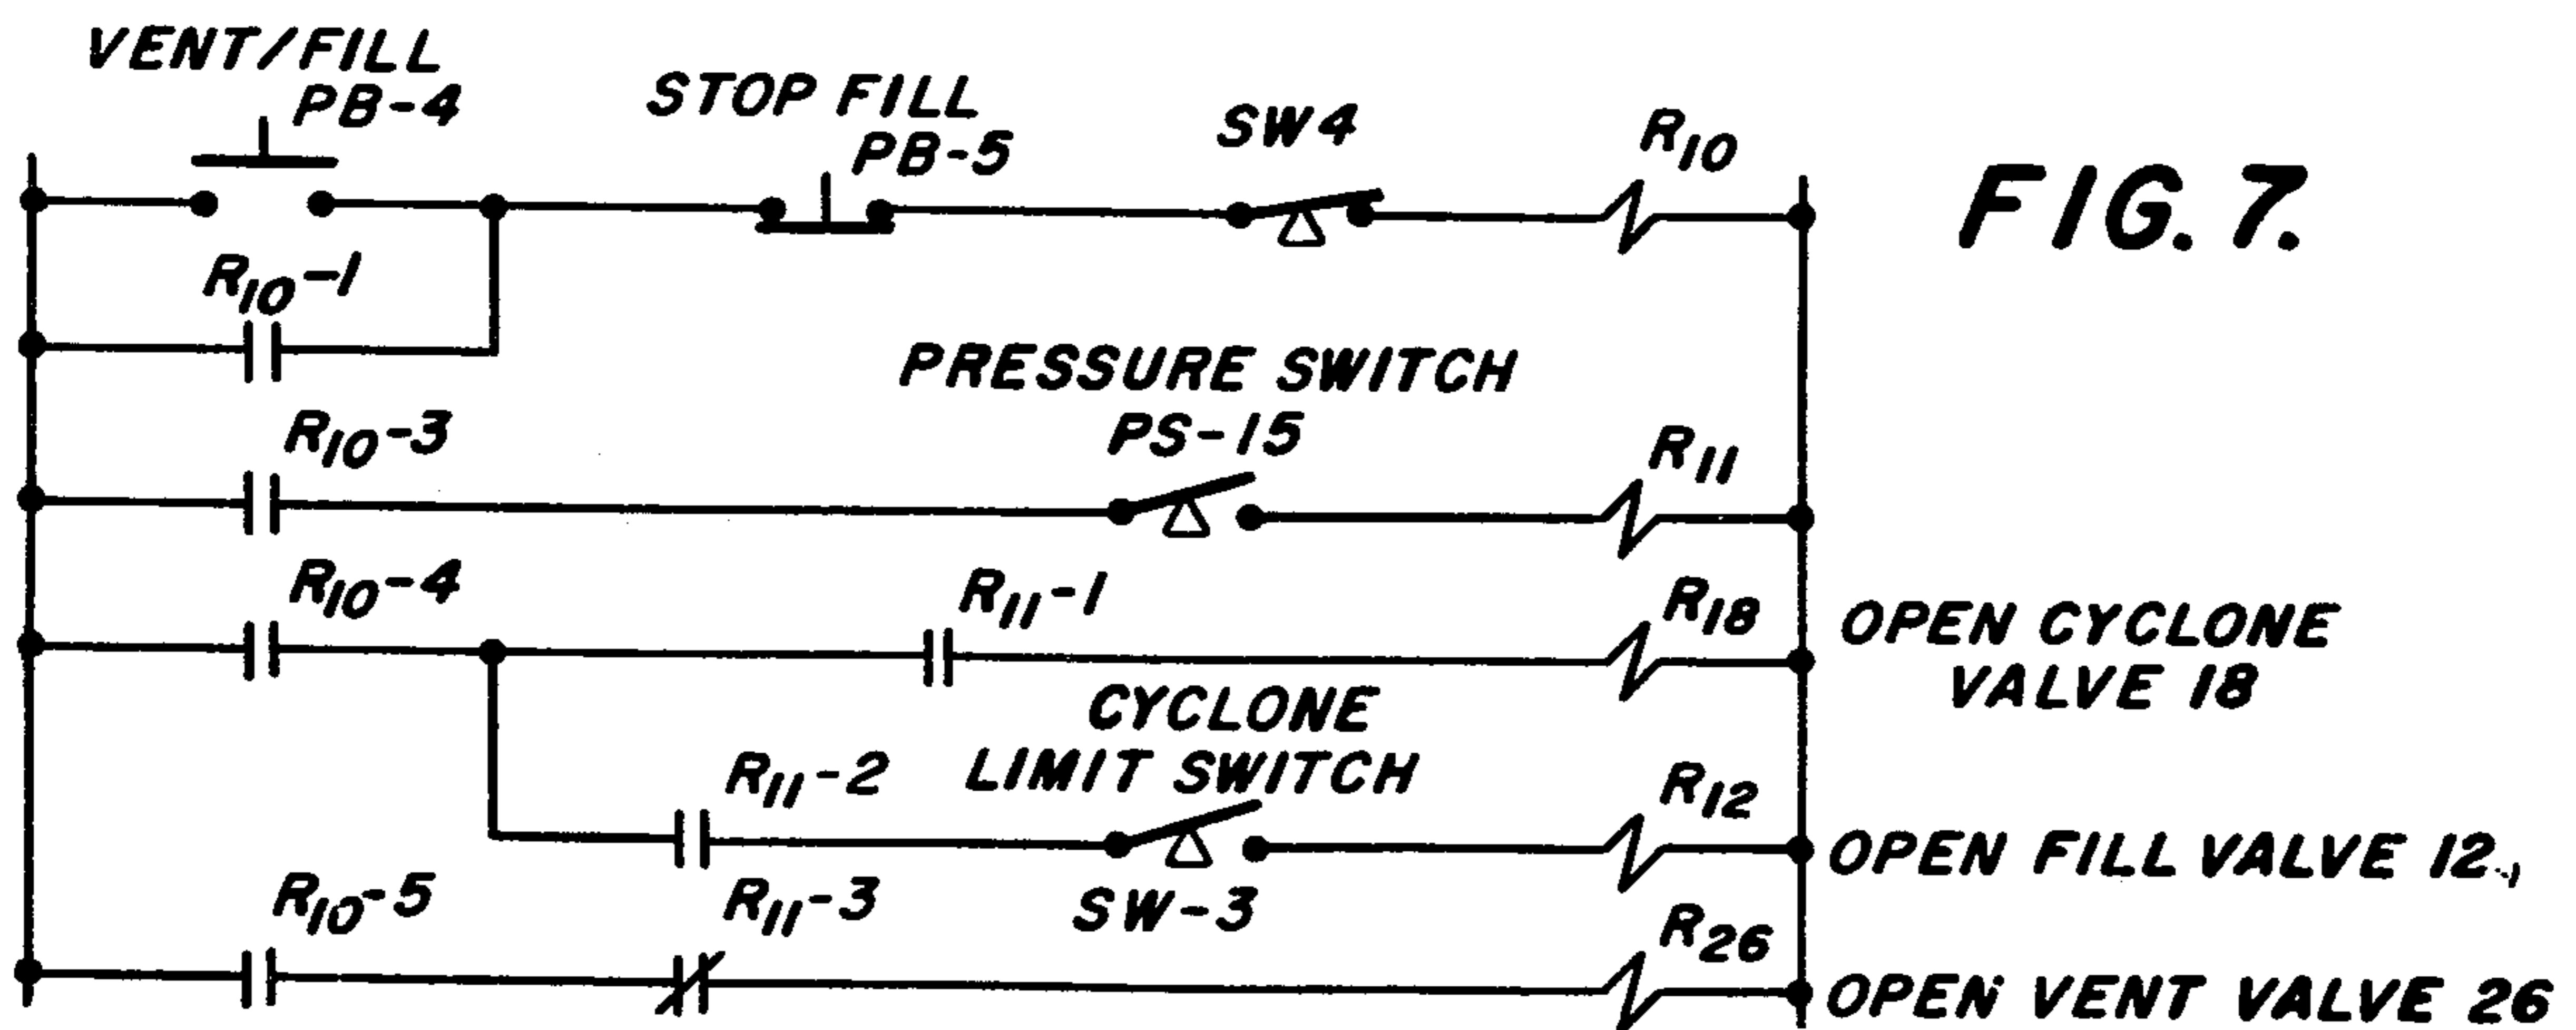 VENT/FILL
PB-4
STOP FILL
PB-5
SW4
R10
FIG. 7.
R10-1
PRESSURE SWITCH
PS-15
R10-3
R11
R10-4
R11-1
R18
OPEN CYCLONE
VALVE 18
CYCLONE
LIMIT SWITCH
R11-2
R12
SW-3
OPEN FILL VALVE 12
R10-5
R11-3
R26
OPEN VENT VALVE 26